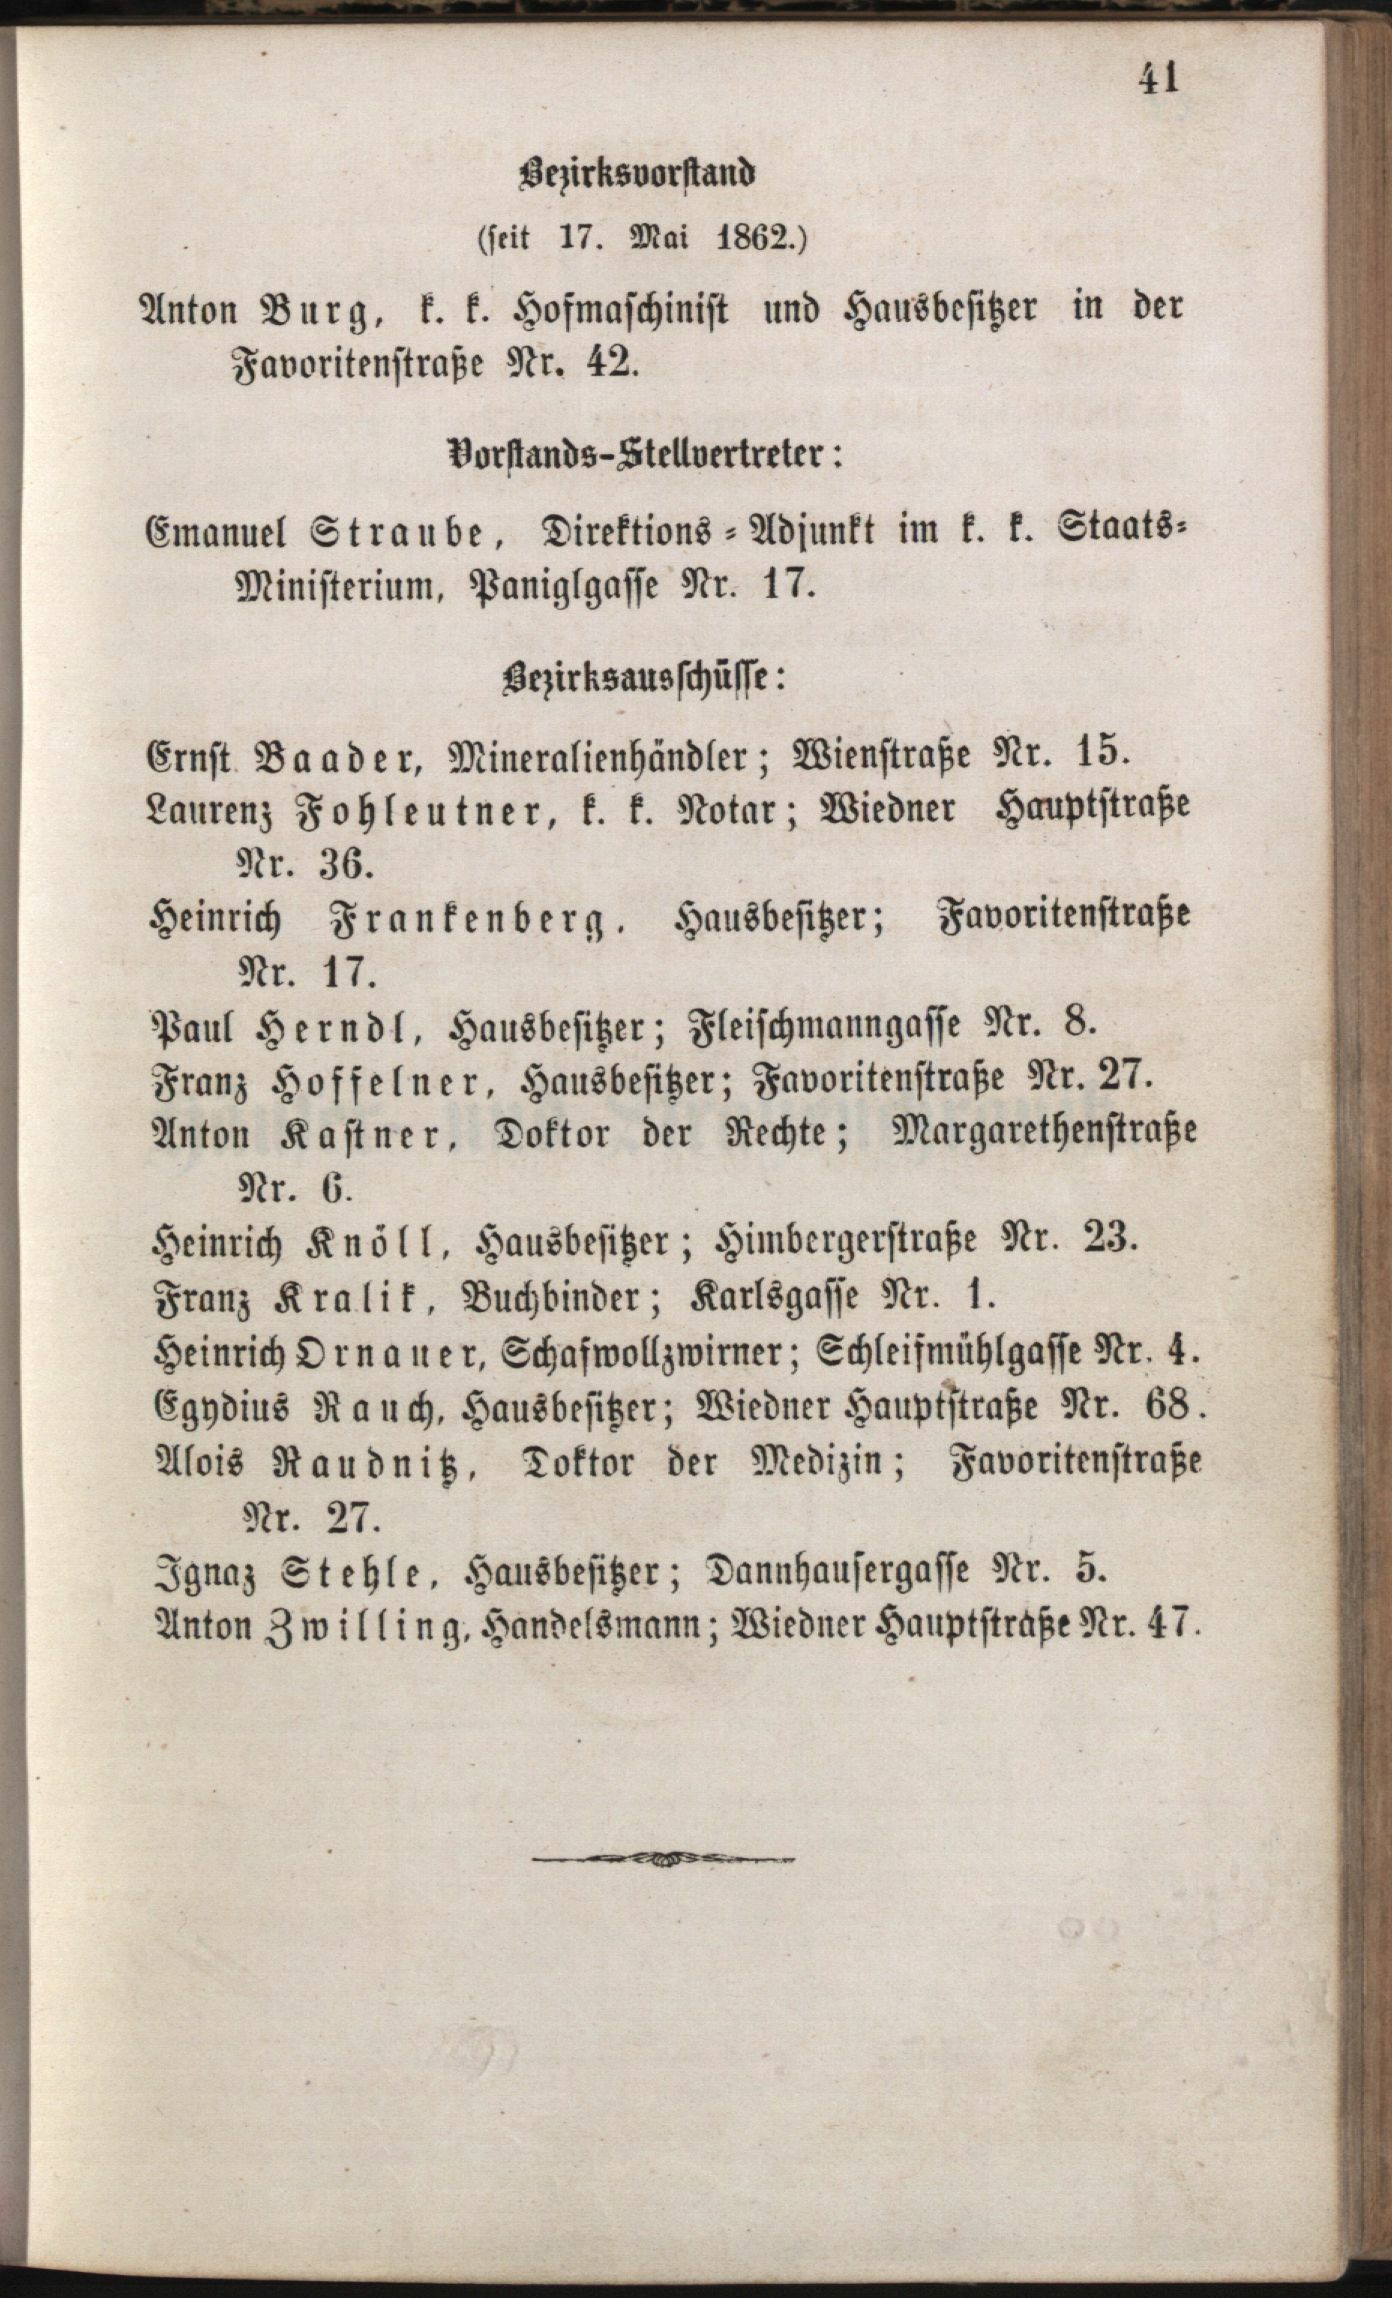 41
Bezirksvorstand
(seit 17. Mai 1862.)
Anton Burg, k. k. Hofmaschinist und Hausbesitzer in der
Favoritenstraße Nr. 42.
Vorstands-Stellvertreter:
Emanuel Straube, Direktions-Adjunkt im k. k. Staats-
Ministerium, Paniglgasse Nr. 17.
Bezirksausschüsse:
Ernst Baader, Mineralienhändler; Wienstraße Nr. 15.
Laurenz Fohleutner, k. k. Notar; Wiedner Hauptstraße
Nr. 36.
Heinrich Frankenberg, Hausbesitzer; Favoritenstraße
Nr. 17.
Paul Herndl, Hausbesitzer; Fleischmanngasse Nr. 8.
Franz Hoffelner, Hausbesitzer; Favoritenstraße Nr. 27.
Anton Kastner, Doktor der Rechte; Margarethenstraße
Nr. 6.
Heinrich Knöll, Hausbesitzer; Himbergerstraße Nr. 23.
Franz Kralik, Buchbinder; Karlsgasse Nr. 1.
Heinrich Ornauer, Schafwollzwirner; Schleifmühlgasse Nr. 4.
Egydius Rauch, Hausbesitzer; Wiedner Hauptstraße Nr. 68.
Alois Raudnitz, Doktor der Medizin; Favoritenstraße
Nr. 27.
Ignaz Stehle, Hausbesitzer; Dannhausergasse Nr. 5.
Anton Zwilling, Handelsmann; Wiedner Hauptstraße Nr. 47.